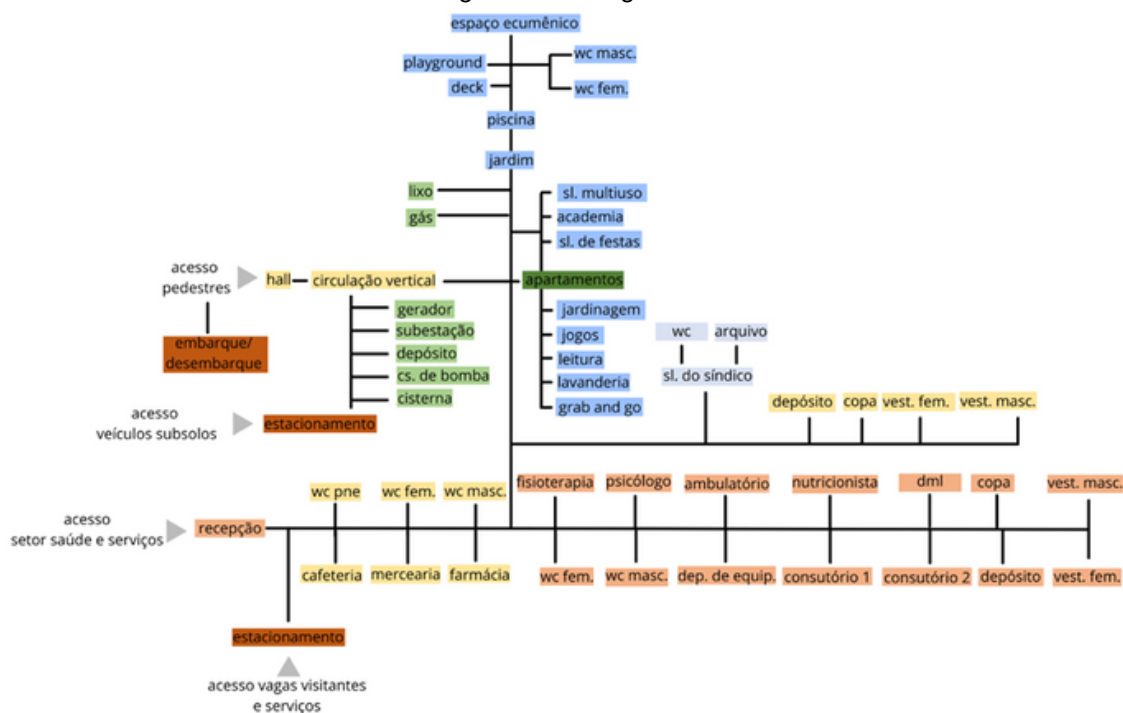 espaço ecumênico
playground
wc masc.
deck
wc fem.
piscina
jardim
lixo
gás
sl. multiuso
academia
sl. de festas
acesso
pedestres
hall
circulação vertical
apartamentos
embarque/
desembarque
gerador
subestação
depósito
cs. de bomba
cisterna
jardinagem
jogos
leitura
lavanderia
grab and go
wc
arquivo
sl. do síndico
acesso
veículos subsolos
estacionamento
depósito
copa
vest. fem.
vest. masc.
acesso
setor saúde e serviços
recepção
wc pne
wc fem.
wc masc.
fisioterapia
psicólogo
ambulatório
nutricionista
dml
copa
vest. masc.
cafeteria
mercearia
farmácia
wc fem.
wc masc.
dep. de equip.
consutório 1
consutório 2
depósito
vest. fem.
estacionamento
acesso vagas visitantes
e serviços